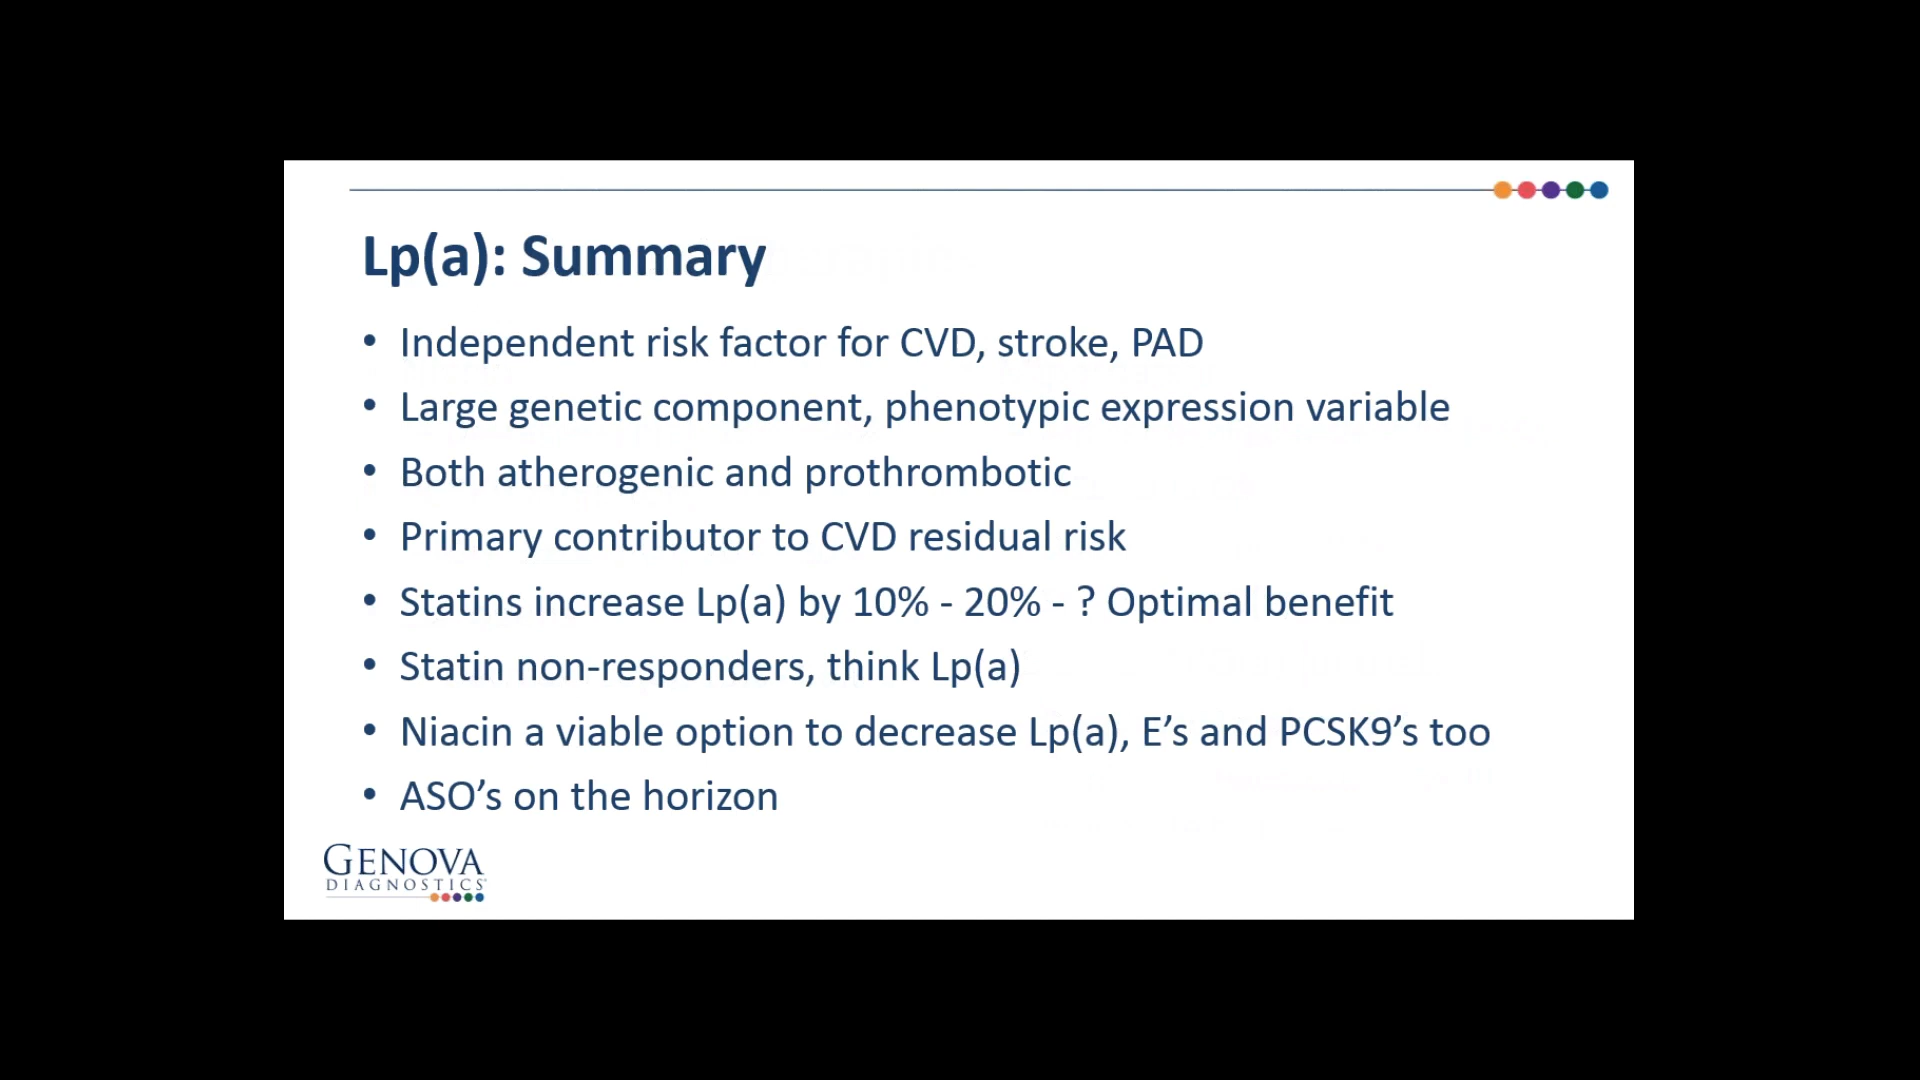 Lp(a): Summary
• Independent risk factor for CVD, stroke, PAD
• Large genetic component, phenotypic expression variable
• Both atherogenic and prothrombotic
• Primary contributor to CVD residual risk
• Statins increase Lp(a) by 10% - 20% - ? Optimal benefit
• Statin non-responders, think Lp(a)
• Niacin a viable option to decrease Lp(a), E’s and PCSK9’s too
• ASO’s on the horizon
GENOVA
DIAGNOSTICS